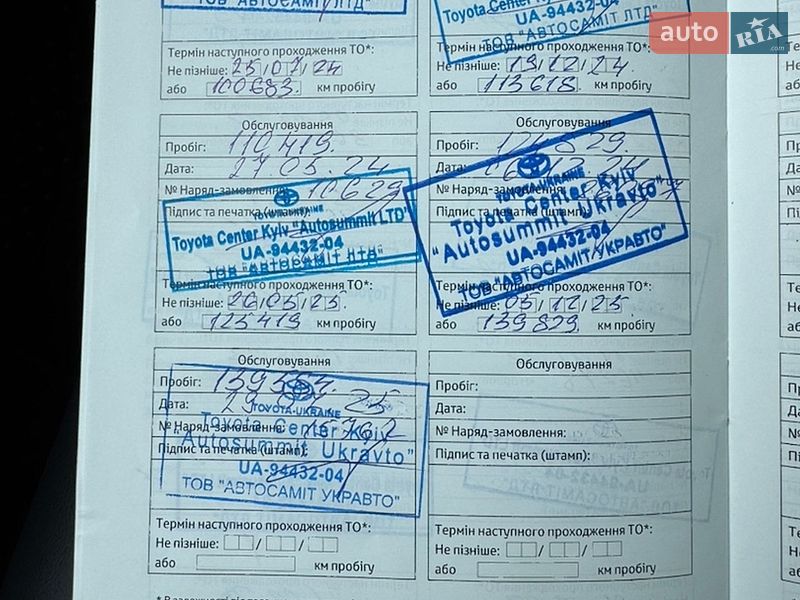 ТОВ "АВТОСАМІТ ЛТД"
Термін наступного проходження ТО*:
Не пізніше: 25/07/24
або 100683. км пробігу
Toyota Center Kyiv
UA-94432-04
ТОВ "АВТОСАМІТ ЛТД"
Термін наступного проходження ТО*:
Не пізніше: 19/12/24
або 113618 км пробігу
auto RIA .com
Обслуговування
Пробіг: 110419.
Дата: 27.05.24
№ Наряд-замовлення: 10629
Підпис та печатка (штамп):
TOYOTA-UKRAINE
Toyota Center Kyiv "Autosummit LTD"
UA-94432-04
ТОВ "АВТОСАМІТ ЛТД"
Термін наступного проходження ТО*:
Не пізніше: 26/05/25.
або 125419 км пробігу
Обслуговування
Пробіг:
Дата:
№ Наряд-замовлення:
Підпис та печатка (штамп):
TOYOTA-UKRAINE
Toyota Center Kyiv
"Autosummit Ukravto"
UA-94432-04
ТОВ "АВТОСАМІТ УКРАВТО"
Термін наступного проходження ТО*:
Не пізніше: 05/12/25
або 139829. км пробігу
Обслуговування
Пробіг:
Дата:
№ Наряд-замовлення:
Підпис та печатка (штамп):
TOYOTA-UKRAINE
Toyota Center Kyiv
"Autosummit Ukravto"
UA-94432-04
ТОВ "АВТОСАМІТ УКРАВТО"
Термін наступного проходження ТО*:
Не пізніше: / /
або км пробігу
Обслуговування
Пробіг:
Дата:
№ Наряд-замовлення:
Підпис та печатка (штамп):
Термін наступного проходження ТО*:
Не пізніше: / /
або км пробігу